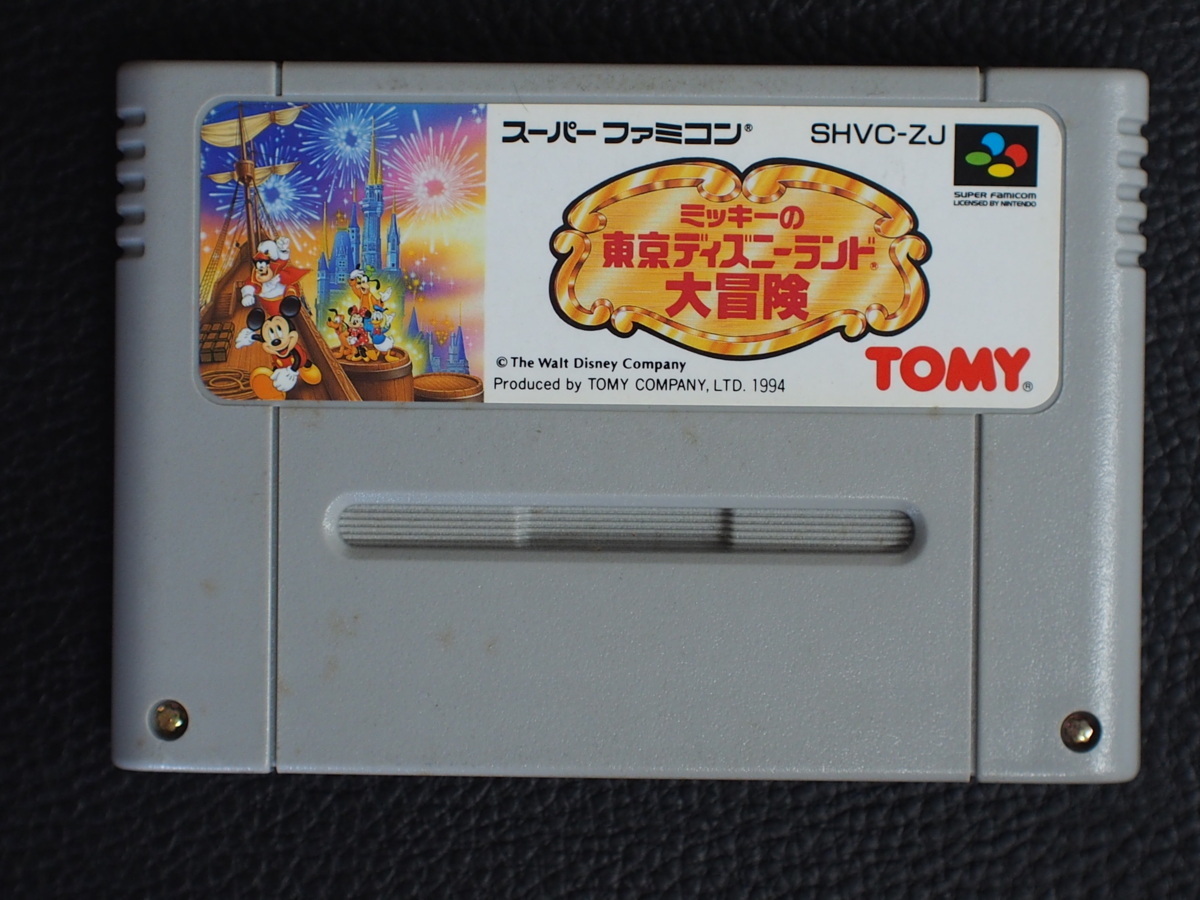 スーパーファミコン®
SHVC-ZJ
SUPER FAMICOM
LICENSED BY NINTENDO
ミッキーの
東京ディズニーランド®
大冒険
© The Walt Disney Company
Produced by TOMY COMPANY, LTD. 1994
TOMY®